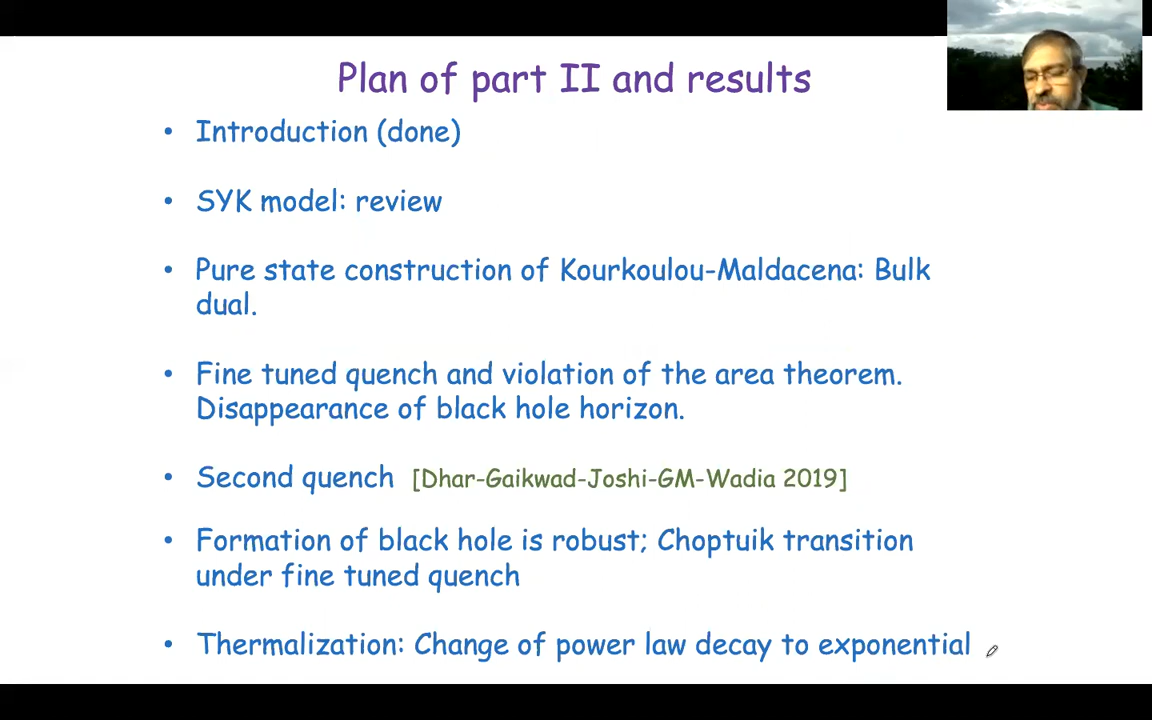 Plan of part II and results
• Introduction (done)
• SYK model: review
• Pure state construction of Kourkoulou-Maldacena: Bulk
dual.
• Fine tuned quench and violation of the area theorem.
Disappearance of black hole horizon.
• Second quench [Dhar-Gaikwad-Joshi-GM-Wadia 2019]
• Formation of black hole is robust; Choptuik transition
under fine tuned quench
• Thermalization: Change of power law decay to exponential